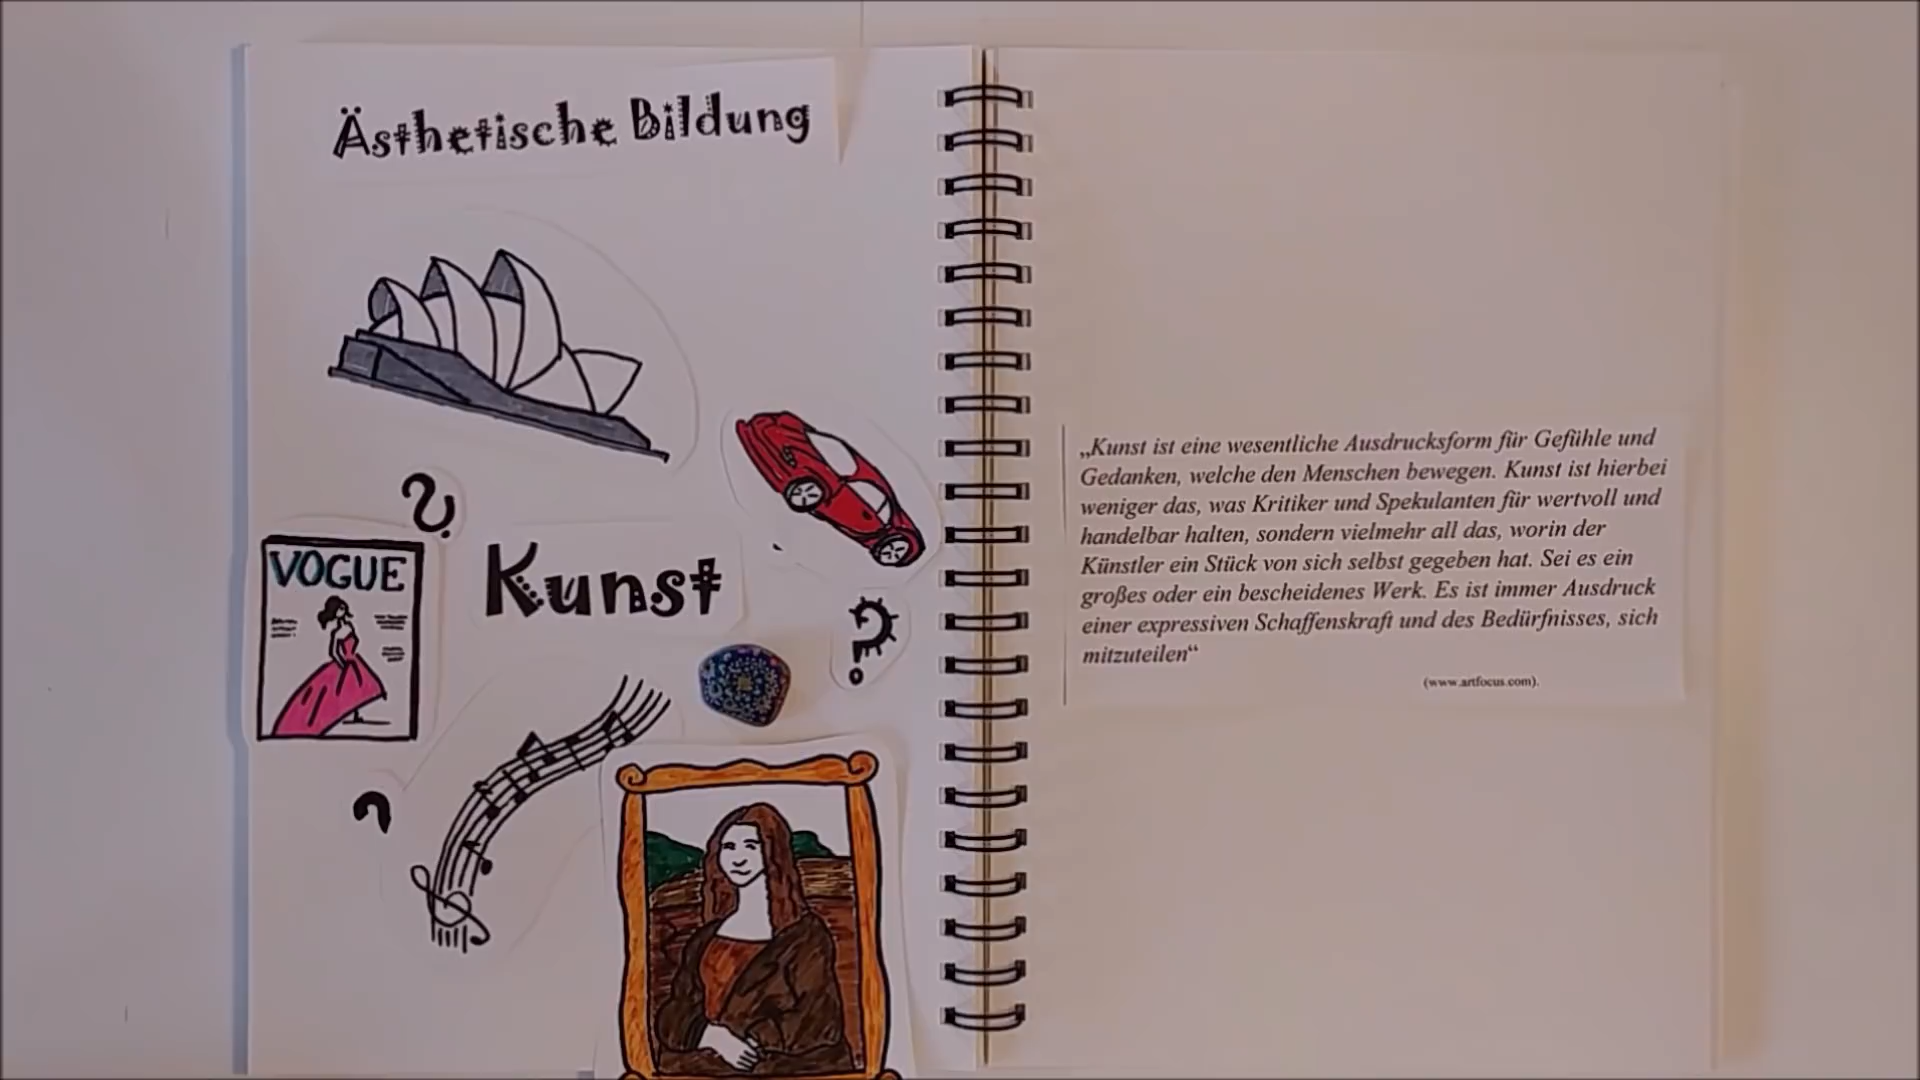 Ästhetische Bildung
?
VOGUE
Kunst
?
?
„Kunst ist eine wesentliche Ausdrucksform für Gefühle und
Gedanken, welche den Menschen bewegen. Kunst ist hierbei
weniger das, was Kritiker und Spekulanten für wertvoll und
handelbar halten, sondern vielmehr all das, worin der
Künstler ein Stück von sich selbst gegeben hat. Sei es ein
großes oder ein bescheidenes Werk. Es ist immer Ausdruck
einer expressiven Schaffenskraft und des Bedürfnisses, sich
mitzuteilen“
(www.artfocus.com).